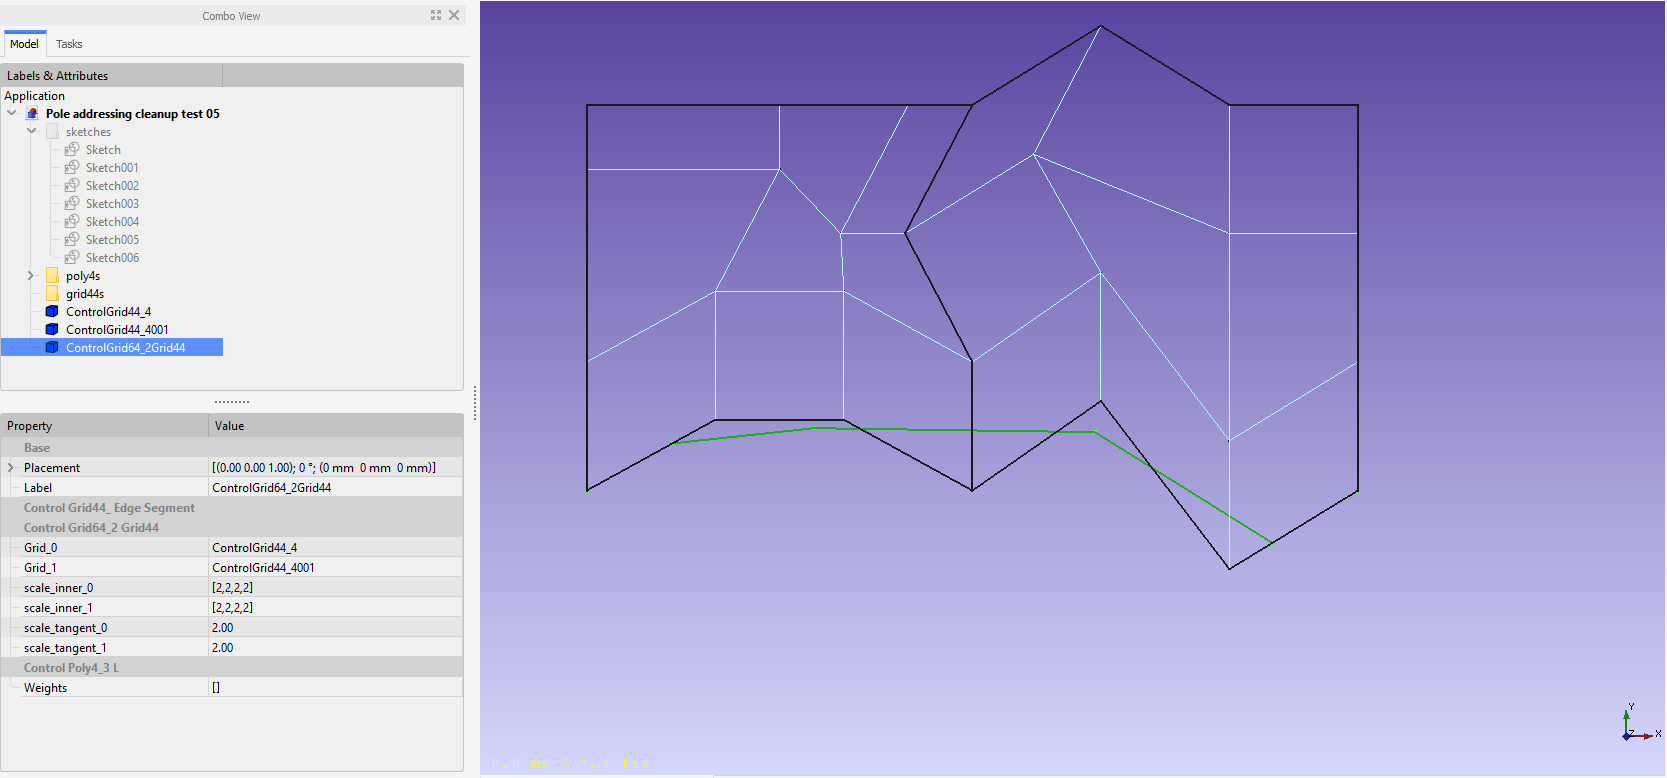 Combo View
Model Tasks
Labels & Attributes
Application
Pole addressing cleanup test 05
sketches
Sketch
Sketch001
Sketch002
Sketch003
Sketch004
Sketch005
Sketch006
poly4s
grid44s
ControlGrid44_4
ControlGrid44_4001
ControlGrid64_2Grid44
Property Value
Base
Placement [(0.00 0.00 1.00); 0 °; (0 mm 0 mm 0 mm)]
Label ControlGrid64_2Grid44
Control Grid44_ Edge Segment
Control Grid64_2 Grid44
Grid_0 ControlGrid44_4
Grid_1 ControlGrid44_4001
scale_inner_0 [2,2,2,2]
scale_inner_1 [2,2,2,2]
scale_tangent_0 2.00
scale_tangent_1 2.00
Control Poly4_3 L
Weights []
Y
Z X